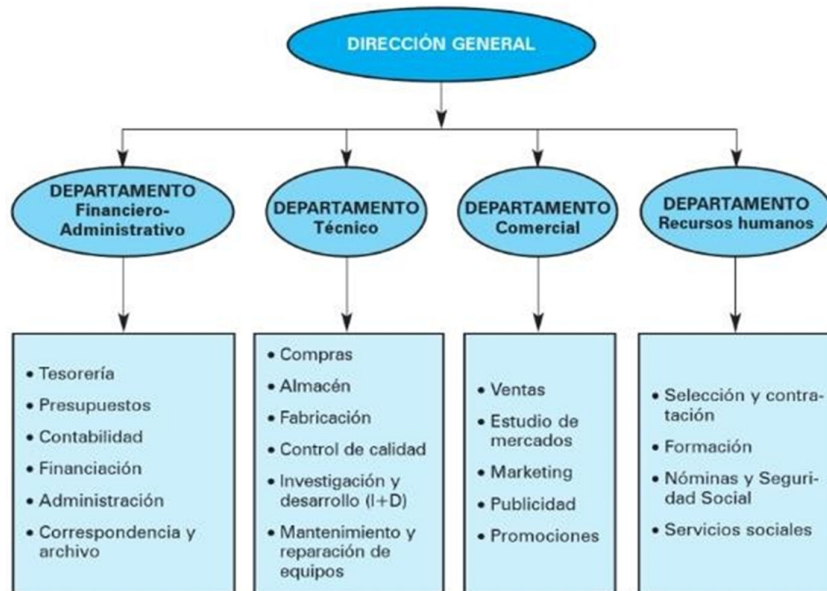 DIRECCIÓN GENERAL
DEPARTAMENTO
Financiero-
Administrativo
DEPARTAMENTO
Técnico
DEPARTAMENTO
Comercial
DEPARTAMENTO
Recursos humanos
• Tesorería
• Presupuestos
• Contabilidad
• Financiación
• Administración
• Correspondencia y
archivo
• Compras
• Almacén
• Fabricación
• Control de calidad
• Investigación y
desarrollo (I+D)
• Mantenimiento y
reparación de
equipos
• Ventas
• Estudio de
mercados
• Marketing
• Publicidad
• Promociones
• Selección y contra-
tación
• Formación
• Nóminas y Seguri-
dad Social
• Servicios sociales